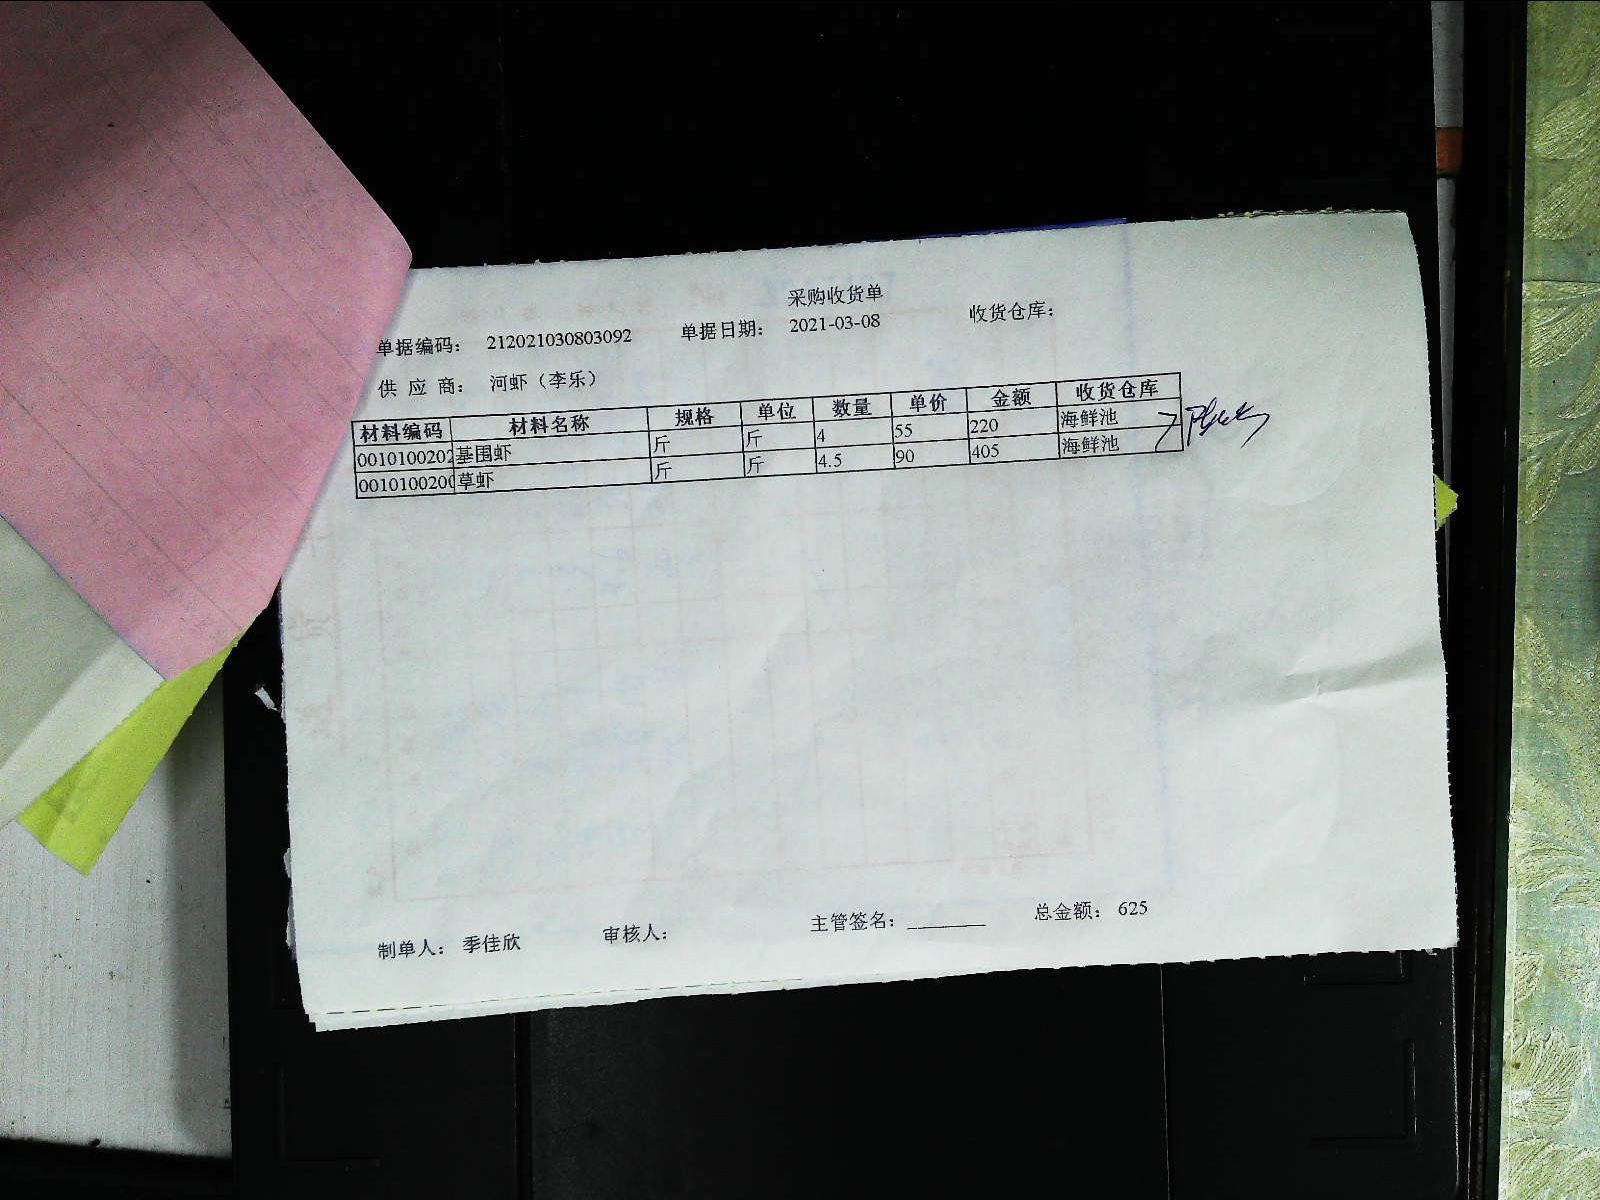 采购收货单
单据编码： 212021030803092 单据日期： 2021-03-08 收货仓库：
供 应 商： 河虾（李乐）
材料编码 材料名称 规格 单位 数量 单价 金额 收货仓库
0010100202 基围虾 斤 斤 4 55 220 海鲜池
0010100200 草虾 斤 斤 4.5 90 405 海鲜池
制单人： 季佳欣 审核人： 主管签名： 总金额： 625